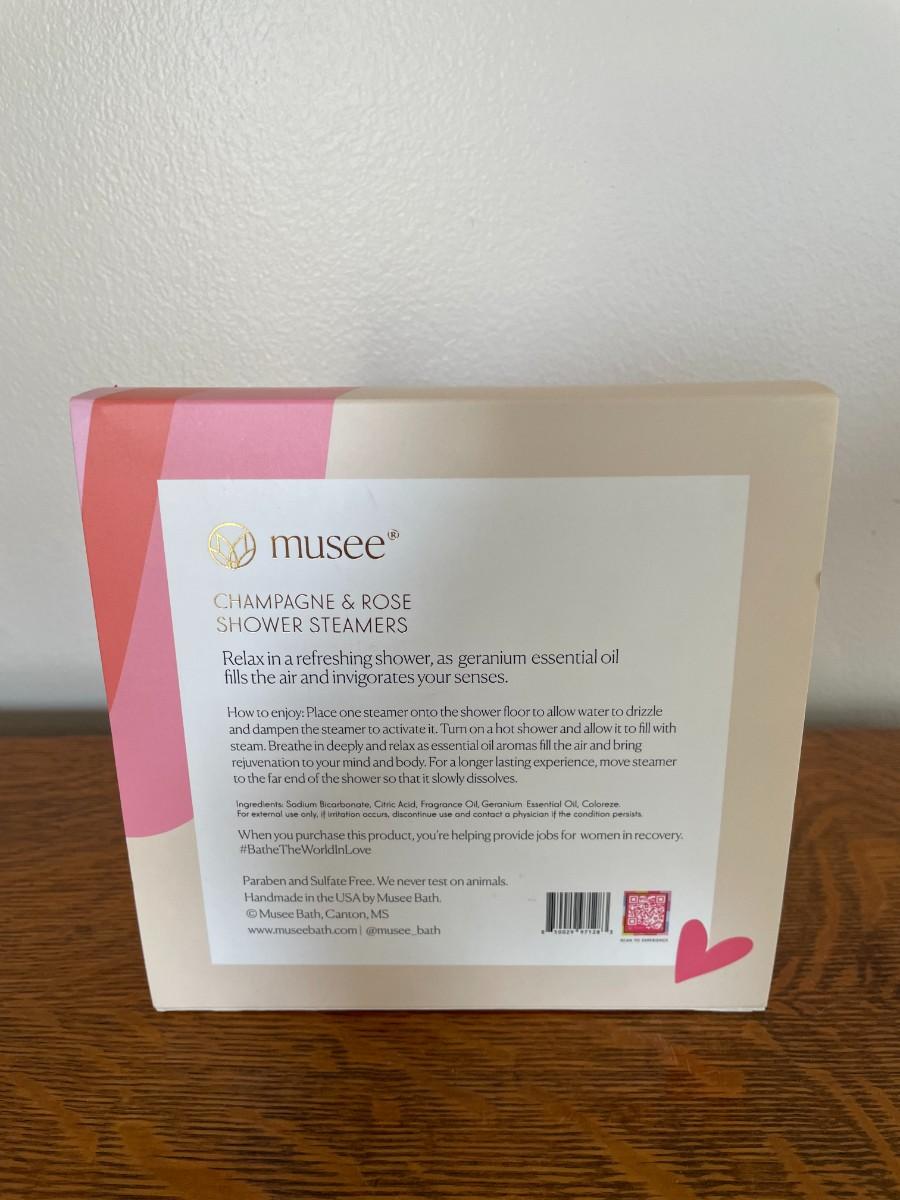 musee®
CHAMPAGNE & ROSE
SHOWER STEAMERS
Relax in a refreshing shower, as geranium essential oil
fills the air and invigorates your senses.
How to enjoy: Place one steamer onto the shower floor to allow water to drizzle
and dampen the steamer to activate it. Turn on a hot shower and allow it to fill with
steam. Breathe in deeply and relax as essential oil aromas fill the air and bring
rejuvenation to your mind and body. For a longer lasting experience, move steamer
to the far end of the shower so that it slowly dissolves.
Ingredients: Sodium Bicarbonate, Citric Acid, Fragrance Oil, Geranium Essential Oil, Coloreze.
For external use only, if irritation occurs, discontinue use and contact a physician if the condition persists.
When you purchase this product, you're helping provide jobs for women in recovery.
#BatheTheWorldInLove
Paraben and Sulfate Free. We never test on animals.
Handmade in the USA by Musee Bath.
© Musee Bath, Canton, MS
www.museebath.com | @musee_bath
SCAN TO EXPERIENCE